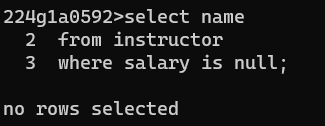 224g1a0592>select name
  2  from instructor
  3  where salary is null;

no rows selected